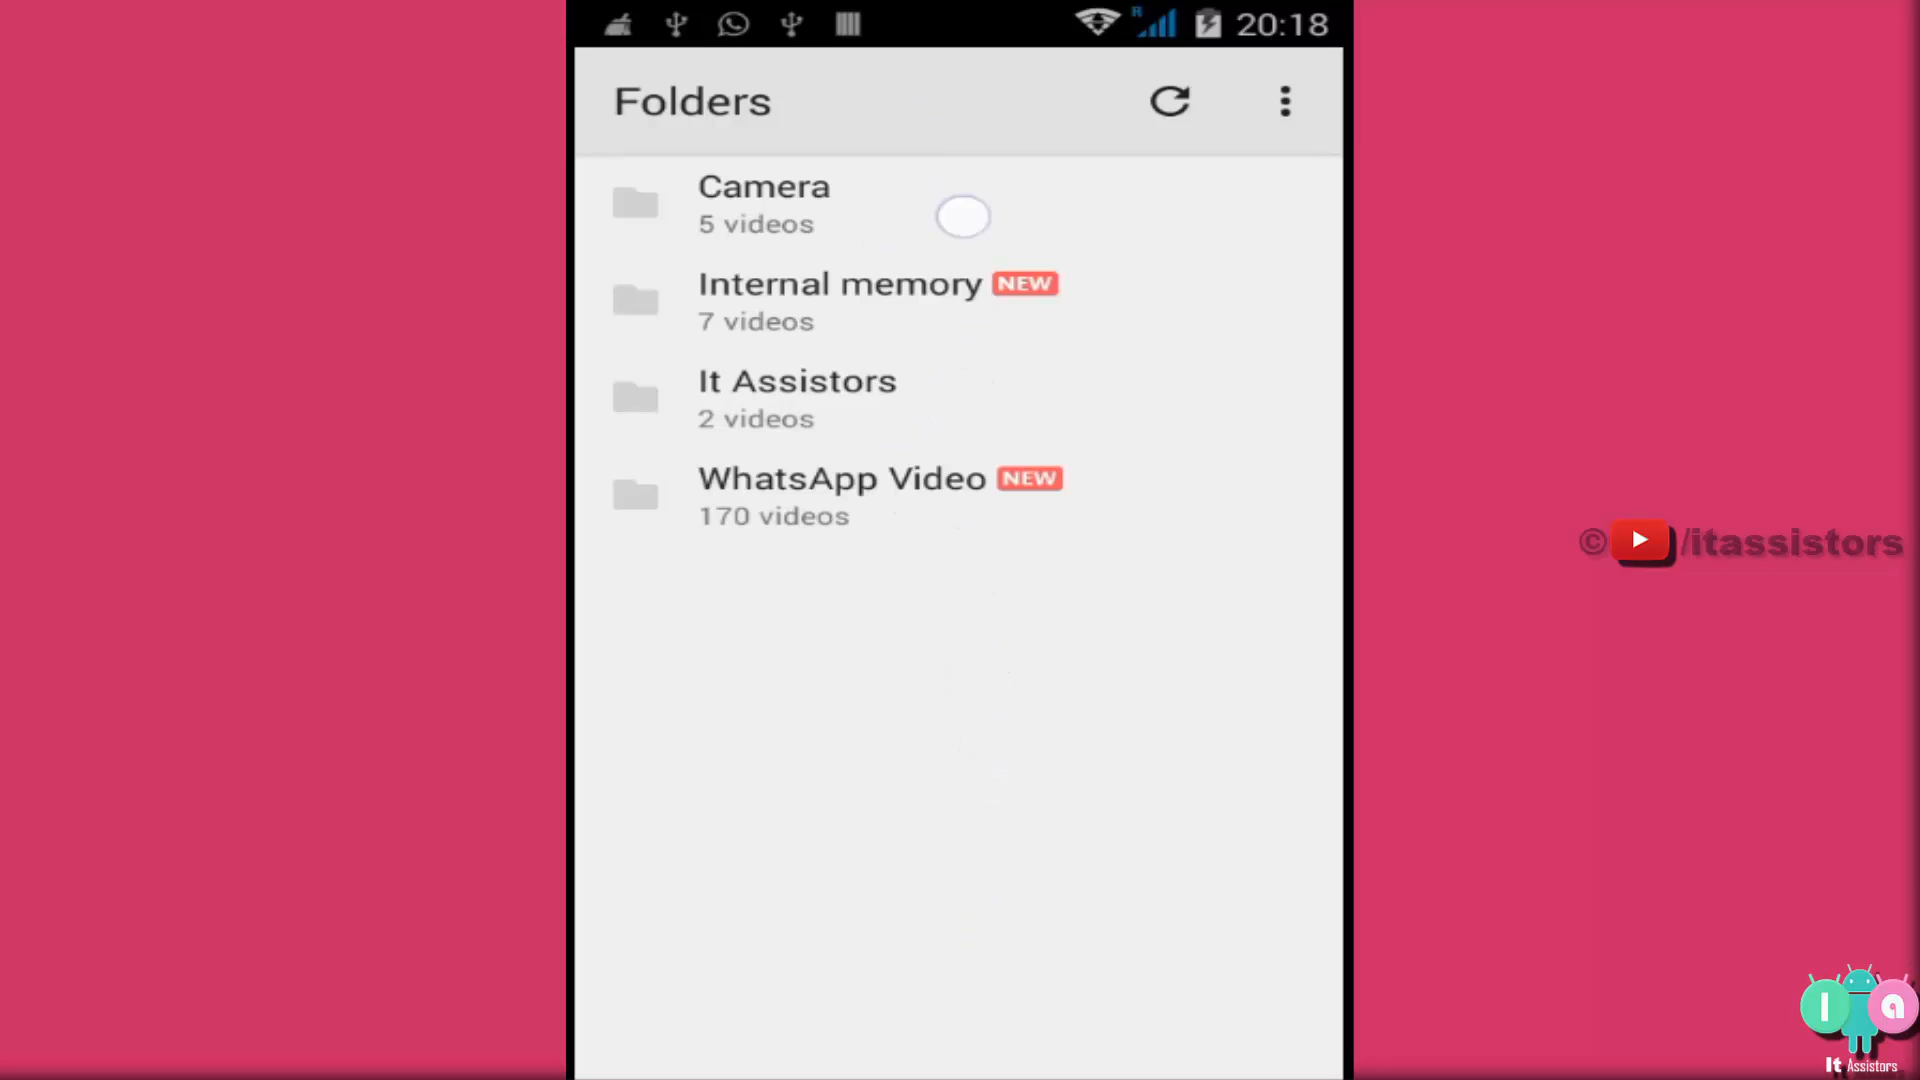 R
20:18
Folders
Camera
5 videos
Internal memory NEW
7 videos
It Assistors
2 videos
WhatsApp Video NEW
170 videos
© /itassistors
I a
It Assistors